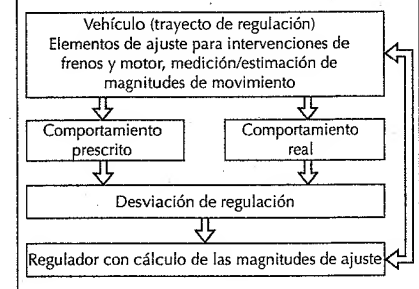 Vehículo (trayecto de regulación)
Elementos de ajuste para intervenciones de
frenos y motor, medición/estimación de
magnitudes de movimiento
Comportamiento
prescrito
Comportamiento
real
Desviación de regulación
Regulador con cálculo de las magnitudes de ajuste